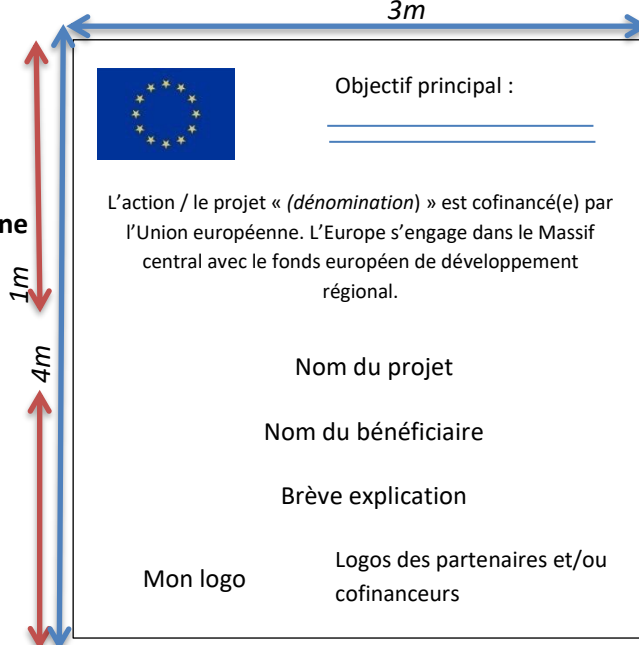 3m
Objectif principal :
L’action / le projet « (dénomination) » est cofinancé(e) par
l’Union européenne. L’Europe s’engage dans le Massif
central avec le fonds européen de développement
régional.
ne
1m
4m
Nom du projet
Nom du bénéficiaire
Brève explication
Mon logo
Logos des partenaires et/ou
cofinanceurs